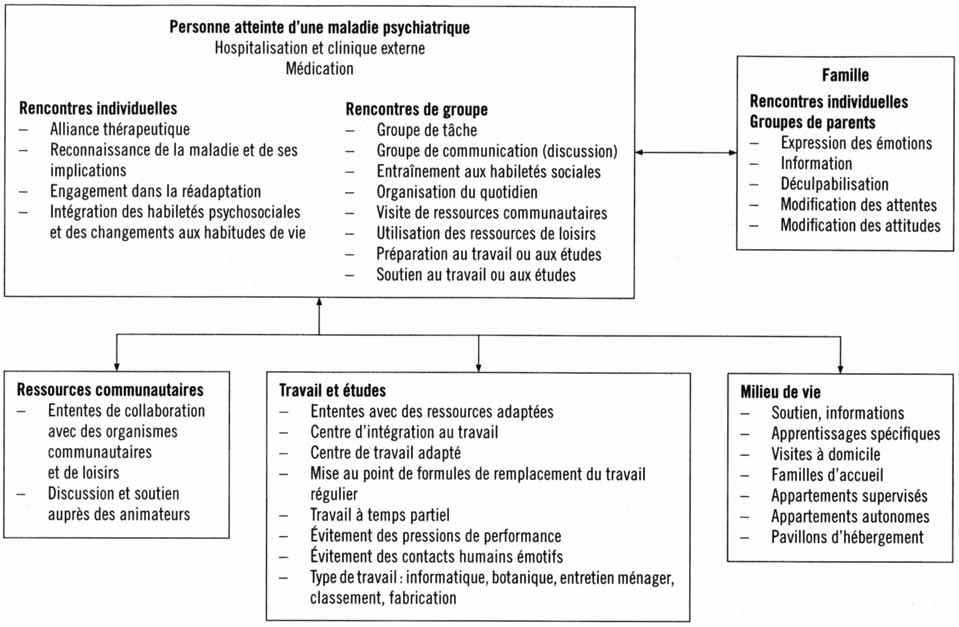 Personne atteinte d'une maladie psychiatrique
Hospitalisation et clinique externe
Médication
Rencontres individuelles
– Alliance thérapeutique
– Reconnaissance de la maladie et de ses
implications
– Engagement dans la réadaptation
– Intégration des habiletés psychosociales
et des changements aux habitudes de vie
Rencontres de groupe
– Groupe de tâche
– Groupe de communication (discussion)
– Entraînement aux habiletés sociales
– Organisation du quotidien
– Visite de ressources communautaires
– Utilisation des ressources de loisirs
– Préparation au travail ou aux études
– Soutien au travail ou aux études
Famille
Rencontres individuelles
Groupes de parents
– Expression des émotions
– Information
– Déculpabilisation
– Modification des attentes
– Modification des attitudes
Ressources communautaires
– Ententes de collaboration
avec des organismes
communautaires
et de loisirs
– Discussion et soutien
auprès des animateurs
Travail et études
– Ententes avec des ressources adaptées
– Centre d'intégration au travail
– Centre de travail adapté
– Mise au point de formules de remplacement du travail
régulier
– Travail à temps partiel
– Évitement des pressions de performance
– Évitement des contacts humains émotifs
– Type de travail : informatique, botanique, entretien ménager,
classement, fabrication
Milieu de vie
– Soutien, informations
– Apprentissages spécifiques
– Visites à domicile
– Familles d'accueil
– Appartements supervisés
– Appartements autonomes
– Pavillons d'hébergement